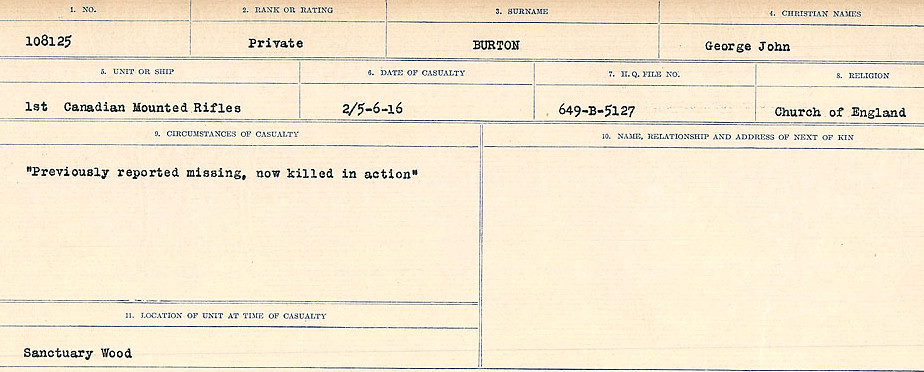 1. NO. 2. RANK OR RATING 3. SURNAME 4. CHRISTIAN NAMES
108125 Private BURTON George John
5. UNIT OR SHIP 6. DATE OF CASUALTY 7. H.Q. FILE NO. 8. RELIGION
1st Canadian Mounted Rifles 2/5-6-16 649-B-5127 Church of England
9. CIRCUMSTANCES OF CASUALTY 10. NAME, RELATIONSHIP AND ADDRESS OF NEXT OF KIN
"Previously reported missing, now killed in action"
11. LOCATION OF UNIT AT TIME OF CASUALTY
Sanctuary Wood